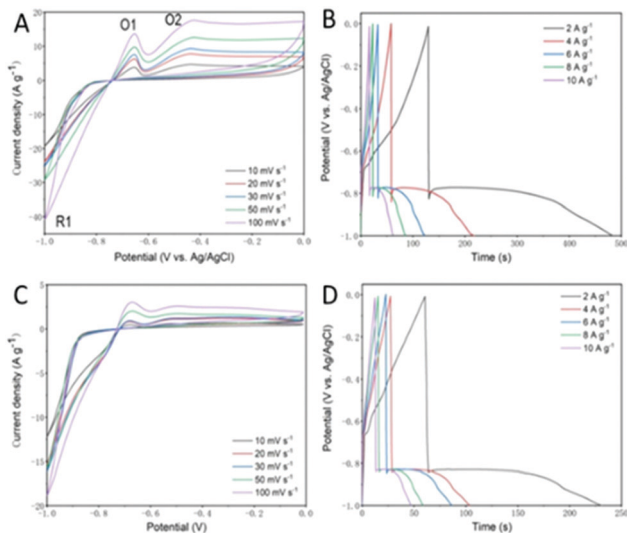 A
O1
O2
R1
20
10
0
-10
-20
-30
-40
-1.0
-0.8
-0.6
-0.4
-0.2
0.0
Current density (A g⁻¹)
Potential (V vs. Ag/AgCl)
10 mV s⁻¹
20 mV s⁻¹
30 mV s⁻¹
50 mV s⁻¹
100 mV s⁻¹
B
0.0
-0.2
-0.4
-0.6
-0.8
-1.0
0
100
200
300
400
500
Potential (V vs. Ag/AgCl)
Time (s)
2 A g⁻¹
4 A g⁻¹
6 A g⁻¹
8 A g⁻¹
10 A g⁻¹
C
5
0
-5
-10
-15
-20
-1.0
-0.8
-0.6
-0.4
-0.2
0.0
Current density (A g⁻¹)
Potential (V)
10 mV s⁻¹
20 mV s⁻¹
30 mV s⁻¹
50 mV s⁻¹
100 mV s⁻¹
D
0.0
-0.2
-0.4
-0.6
-0.8
-1.0
0
50
100
150
200
250
Potential (V vs. Ag/AgCl)
Time (s)
2 A g⁻¹
4 A g⁻¹
6 A g⁻¹
8 A g⁻¹
10 A g⁻¹